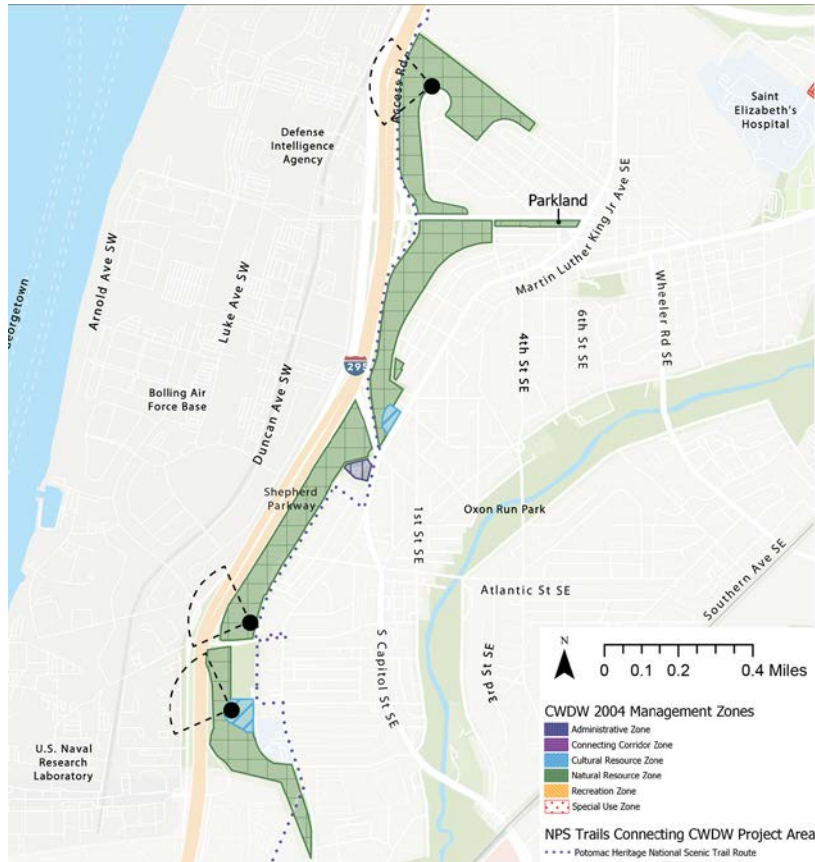 Access Rd
Saint
Elizabeth's
Hospital
Defense
Intelligence
Agency
Parkland
Martin Luther King Jr Ave SE
Georgetown
Arnold Ave SW
Luke Ave SW
Wheeler Rd SE
6th St SE
4th St SE
295
Bolling Air
Force Base
Duncan Ave SW
Shepherd
Parkway
1st St SE
Oxon Run Park
Atlantic St SE
Southern Ave SE
S Capitol St SE
3rd St SE
U.S. Naval
Research
Laboratory
N
0 0.1 0.2 0.4 Miles
CWDW 2004 Management Zones
Administrative Zone
Connecting Corridor Zone
Cultural Resource Zone
Natural Resource Zone
Recreation Zone
Special Use Zone
NPS Trails Connecting CWDW Project Area
Potomac Heritage National Scenic Trail Route